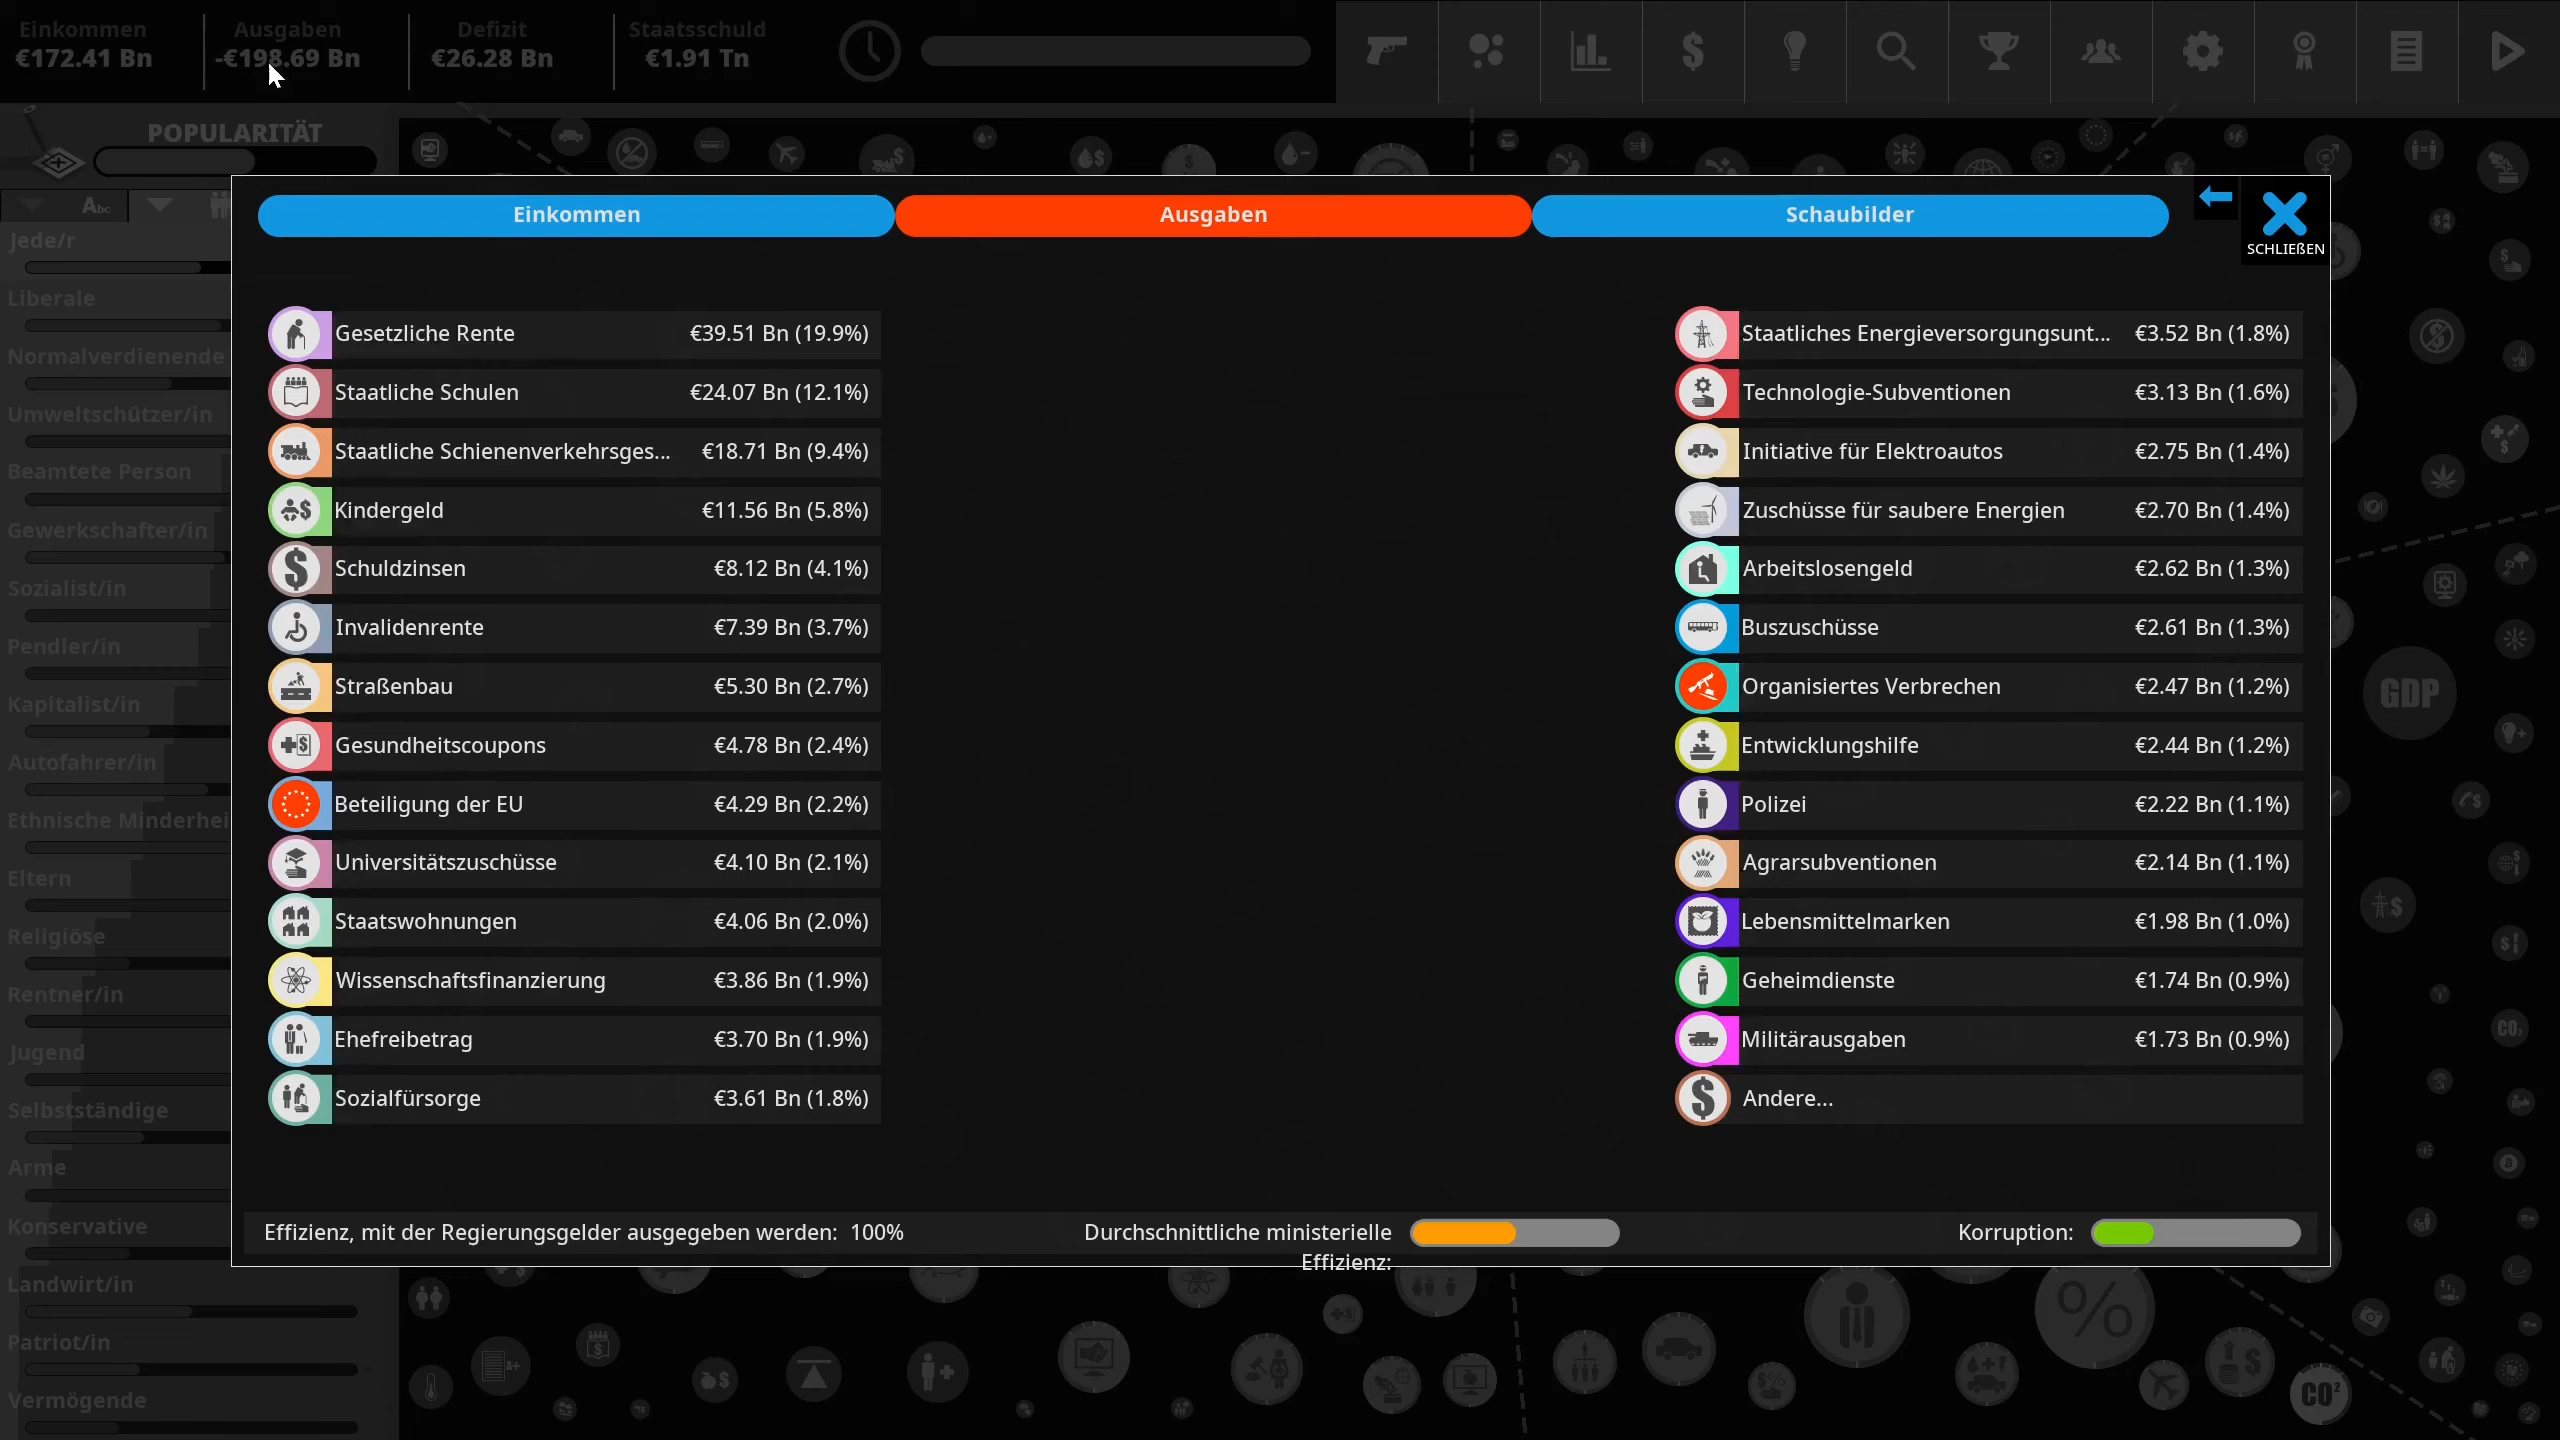 Einkommen
€172.41 Bn
Ausgaben
-€198.69 Bn
Defizit
€26.28 Bn
Staatsschuld
€1.91 Tn
POPULARITÄT
Abc
Jede/r
Liberale
Normalverdienende
Umweltschützer/in
Beamtete Person
Gewerkschafter/in
Sozialist/in
Pendler/in
Kapitalist/in
Autofahrer/in
Ethnische Minderhei
Eltern
Religiöse
Rentner/in
Jugend
Selbstständige
Arme
Konservative
Landwirt/in
Patriot/in
Vermögende
Einkommen
Ausgaben
Schaubilder
SCHLIEßEN
Gesetzliche Rente €39.51 Bn (19.9%)
Staatliche Schulen €24.07 Bn (12.1%)
Staatliche Schienenverkehrsges... €18.71 Bn (9.4%)
Kindergeld €11.56 Bn (5.8%)
Schuldzinsen €8.12 Bn (4.1%)
Invalidenrente €7.39 Bn (3.7%)
Straßenbau €5.30 Bn (2.7%)
Gesundheitscoupons €4.78 Bn (2.4%)
Beteiligung der EU €4.29 Bn (2.2%)
Universitätszuschüsse €4.10 Bn (2.1%)
Staatswohnungen €4.06 Bn (2.0%)
Wissenschaftsfinanzierung €3.86 Bn (1.9%)
Ehefreibetrag €3.70 Bn (1.9%)
Sozialfürsorge €3.61 Bn (1.8%)
Staatliches Energieversorgungsunt... €3.52 Bn (1.8%)
Technologie-Subventionen €3.13 Bn (1.6%)
Initiative für Elektroautos €2.75 Bn (1.4%)
Zuschüsse für saubere Energien €2.70 Bn (1.4%)
Arbeitslosengeld €2.62 Bn (1.3%)
Buszuschüsse €2.61 Bn (1.3%)
Organisiertes Verbrechen €2.47 Bn (1.2%)
Entwicklungshilfe €2.44 Bn (1.2%)
Polizei €2.22 Bn (1.1%)
Agrarsubventionen €2.14 Bn (1.1%)
Lebensmittelmarken €1.98 Bn (1.0%)
Geheimdienste €1.74 Bn (0.9%)
Militärausgaben €1.73 Bn (0.9%)
Andere...
Effizienz, mit der Regierungsgelder ausgegeben werden: 100%
Durchschnittliche ministerielle
Effizienz:
Korruption:
GDP
CO₂
%
CO²